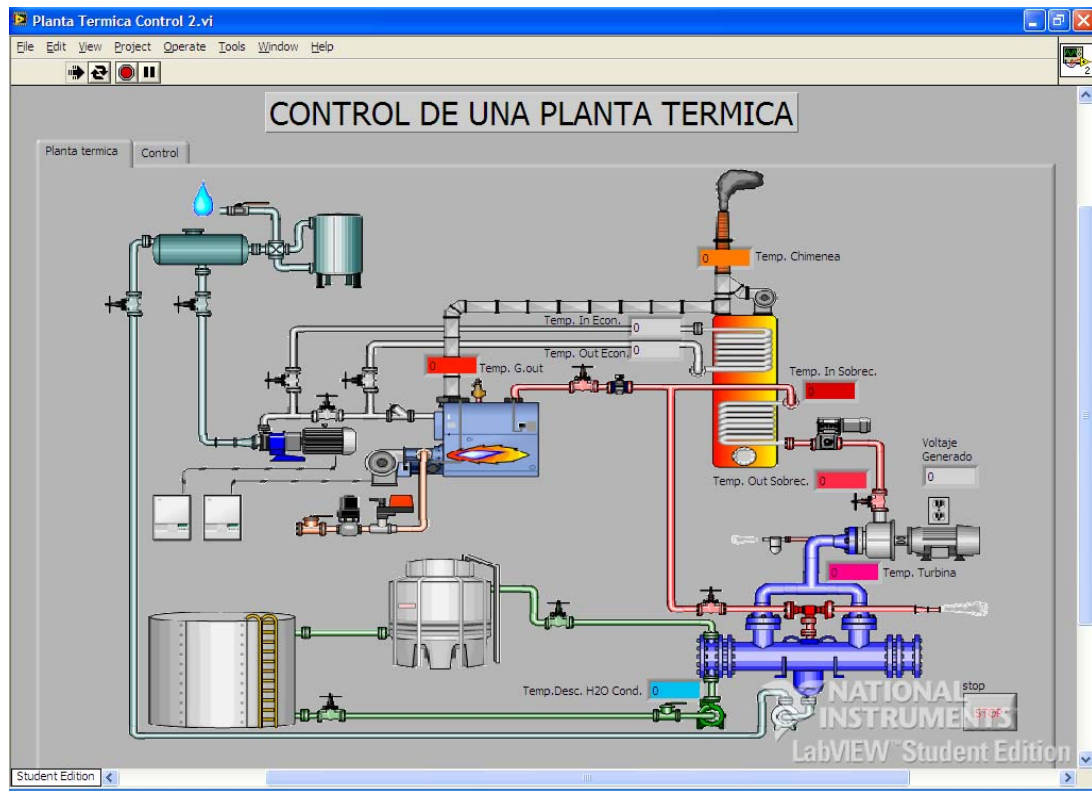 Planta Termica Control 2.vi
File Edit View Project Operate Tools Window Help
2
CONTROL DE UNA PLANTA TERMICA
Planta termica
Control
0
Temp. Chimenea
Temp. In Econ.
0
Temp. Out Econ.
0
0
Temp. G.out
Temp. In Sobrec.
0
Voltaje
Generado
0
Temp. Out Sobrec.
0
0
Temp. Turbina
Temp.Desc. H2O Cond.
0
stop
STOP
NATIONAL
INSTRUMENTS
LabVIEW™ Student Edition
Student Edition